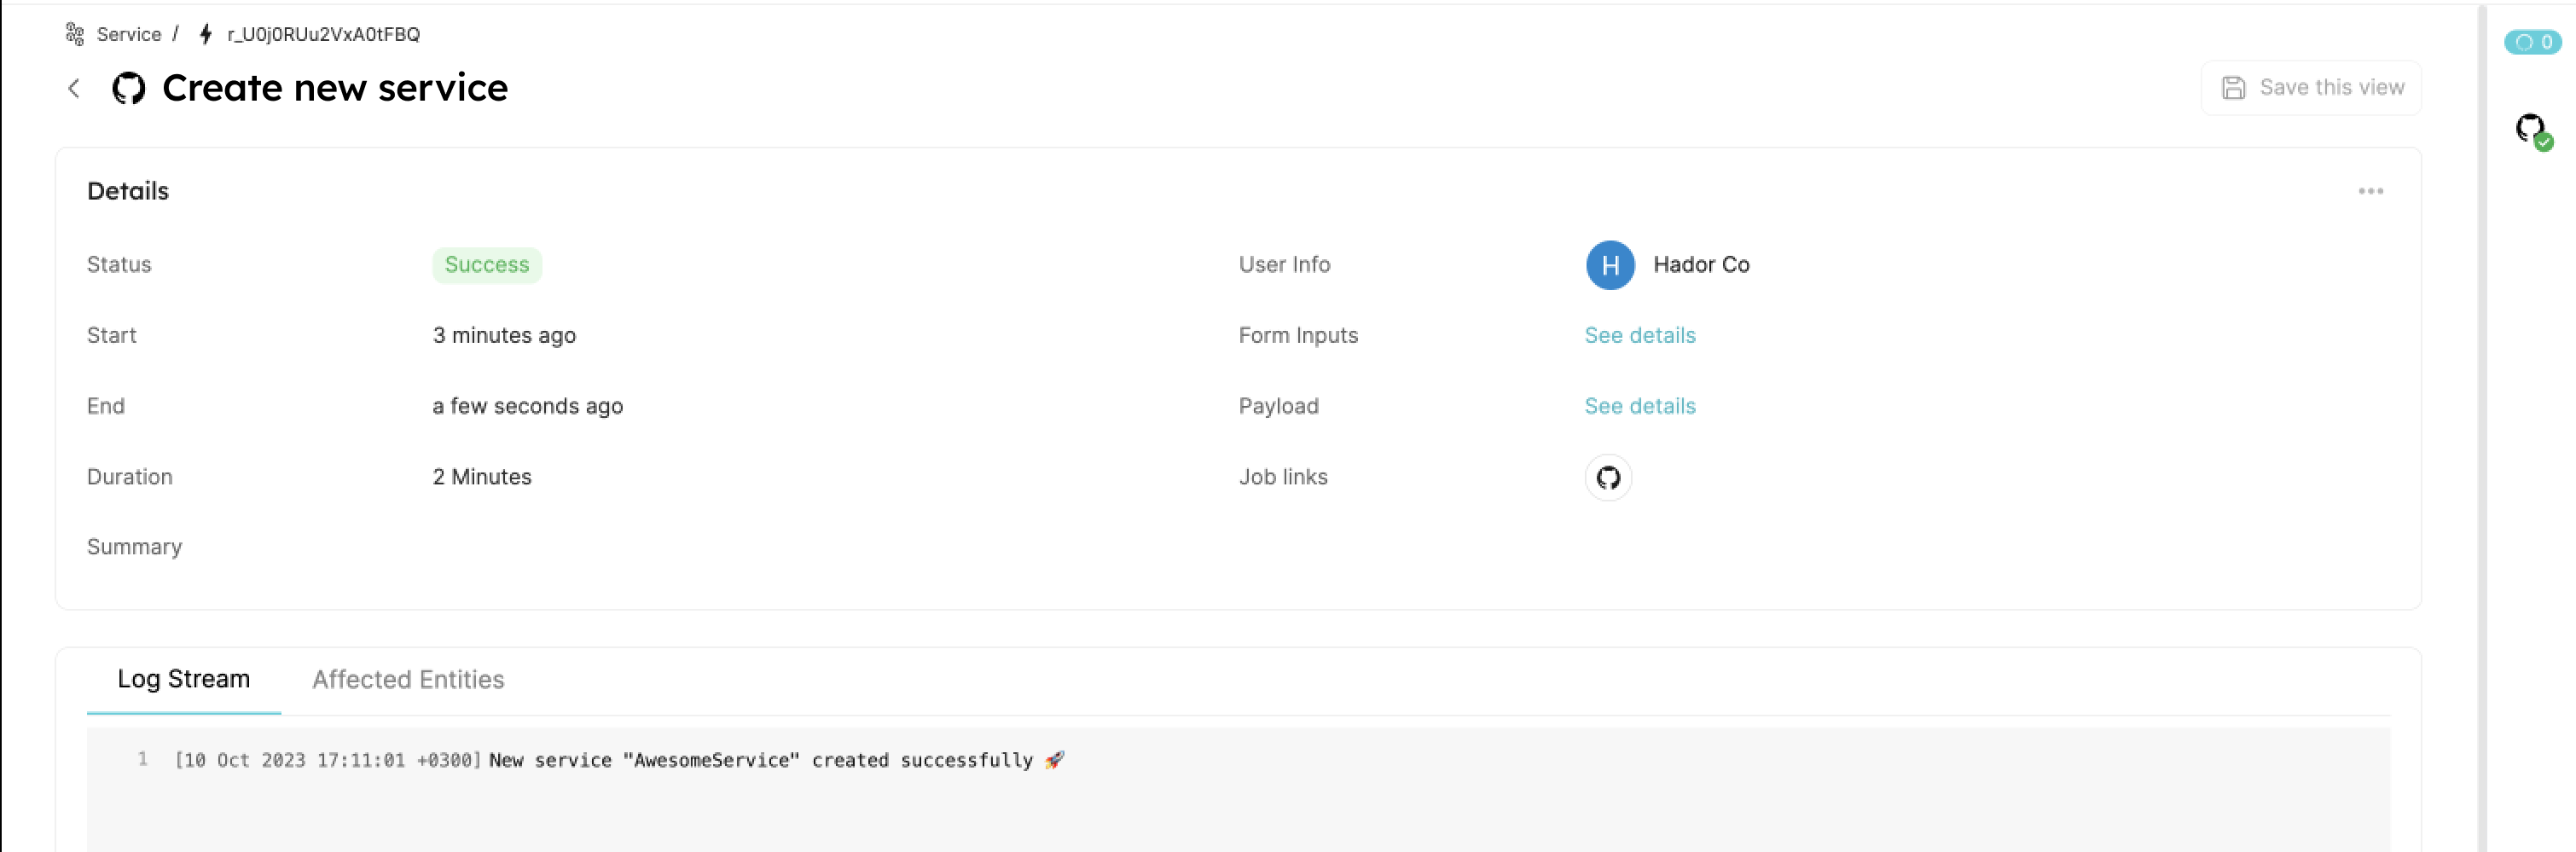 Service / r_U0j0RUu2VxA0tFBQ
0
Create new service
Save this view
Details
Status Success
User Info H Hador Co
Start 3 minutes ago
Form Inputs See details
End a few seconds ago
Payload See details
Duration 2 Minutes
Job links
Summary
Log Stream Affected Entities
1 [10 Oct 2023 17:11:01 +0300] New service "AwesomeService" created successfully 🚀